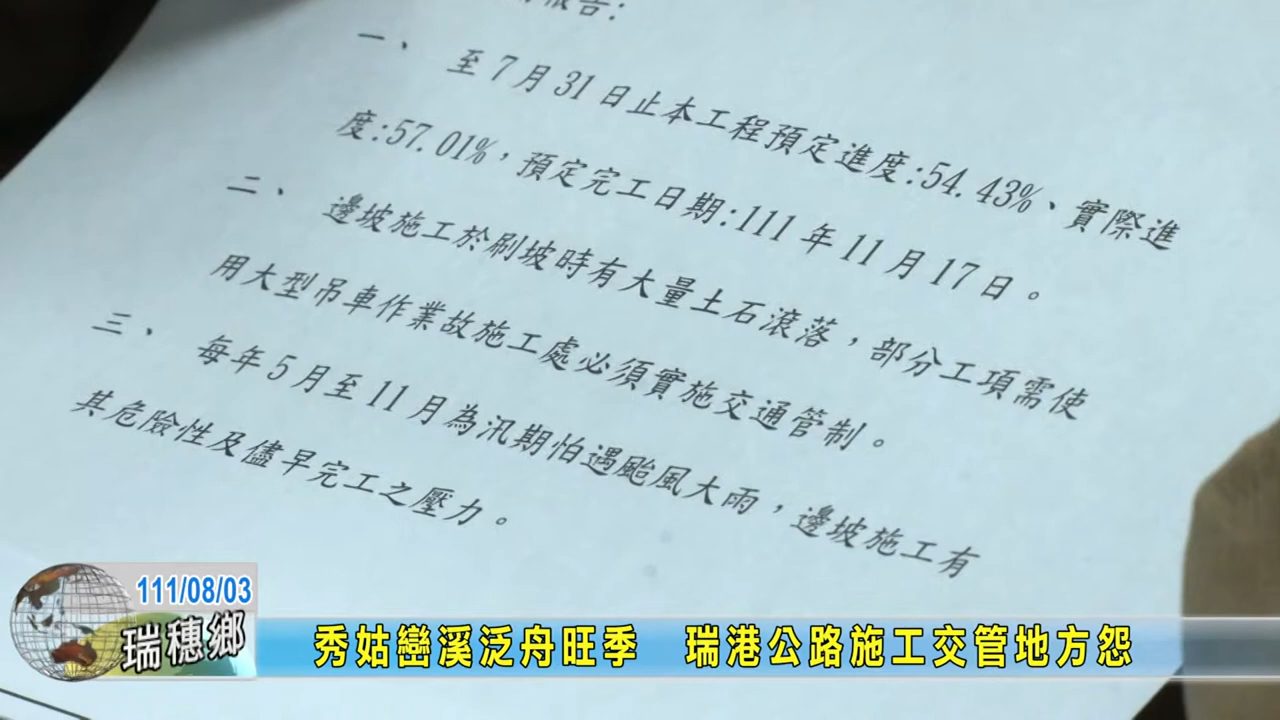 報告:
一、 至7月31日止本工程預定進度:54.43%、實際進
度:57.01%，預定完工日期:111年11月17日。
二、 邊坡施工於刷坡時有大量土石滾落，部分工項需使
用大型吊車作業故施工處必須實施交通管制。
三、 每年5月至11月為汛期怕遇颱風大雨，邊坡施工有
其危險性及儘早完工之壓力。
111/08/03
瑞穗鄉
秀姑巒溪泛舟旺季 瑞港公路施工交管地方怨